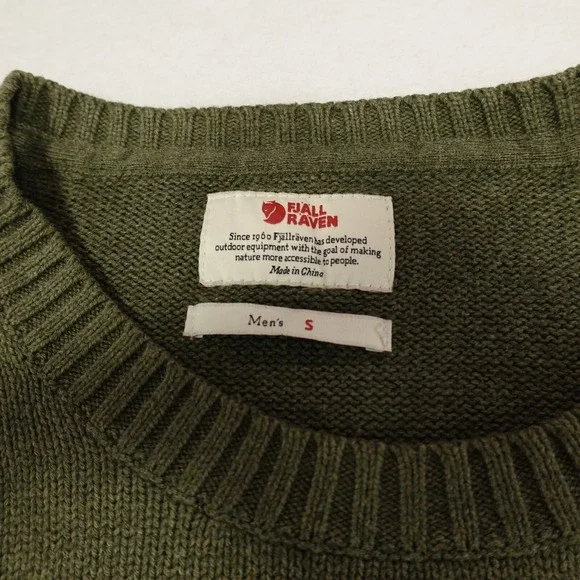 FJÄLL
RÄVEN
Since 1960 Fjällräven has developed
outdoor equipment with the goal of making
nature more accessible to people.
Made in China
Men's S